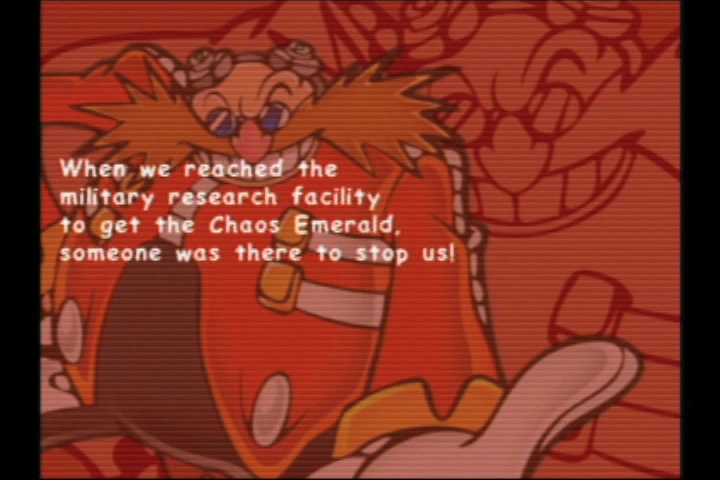 When we reached the
military research facility
to get the Chaos Emerald,
someone was there to stop us!